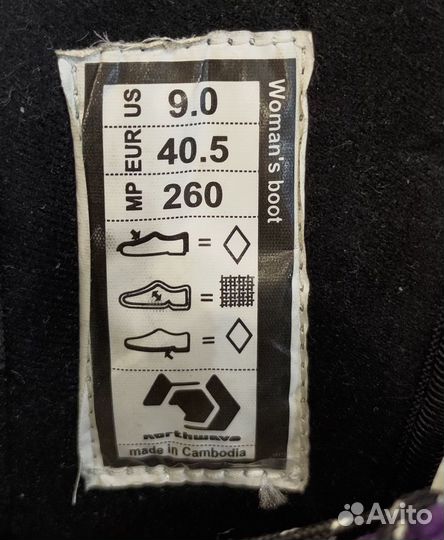 US 9.0
EUR 40.5
MP 260
Woman's boot
=
=
=
northwave
made in Cambodia
Avito